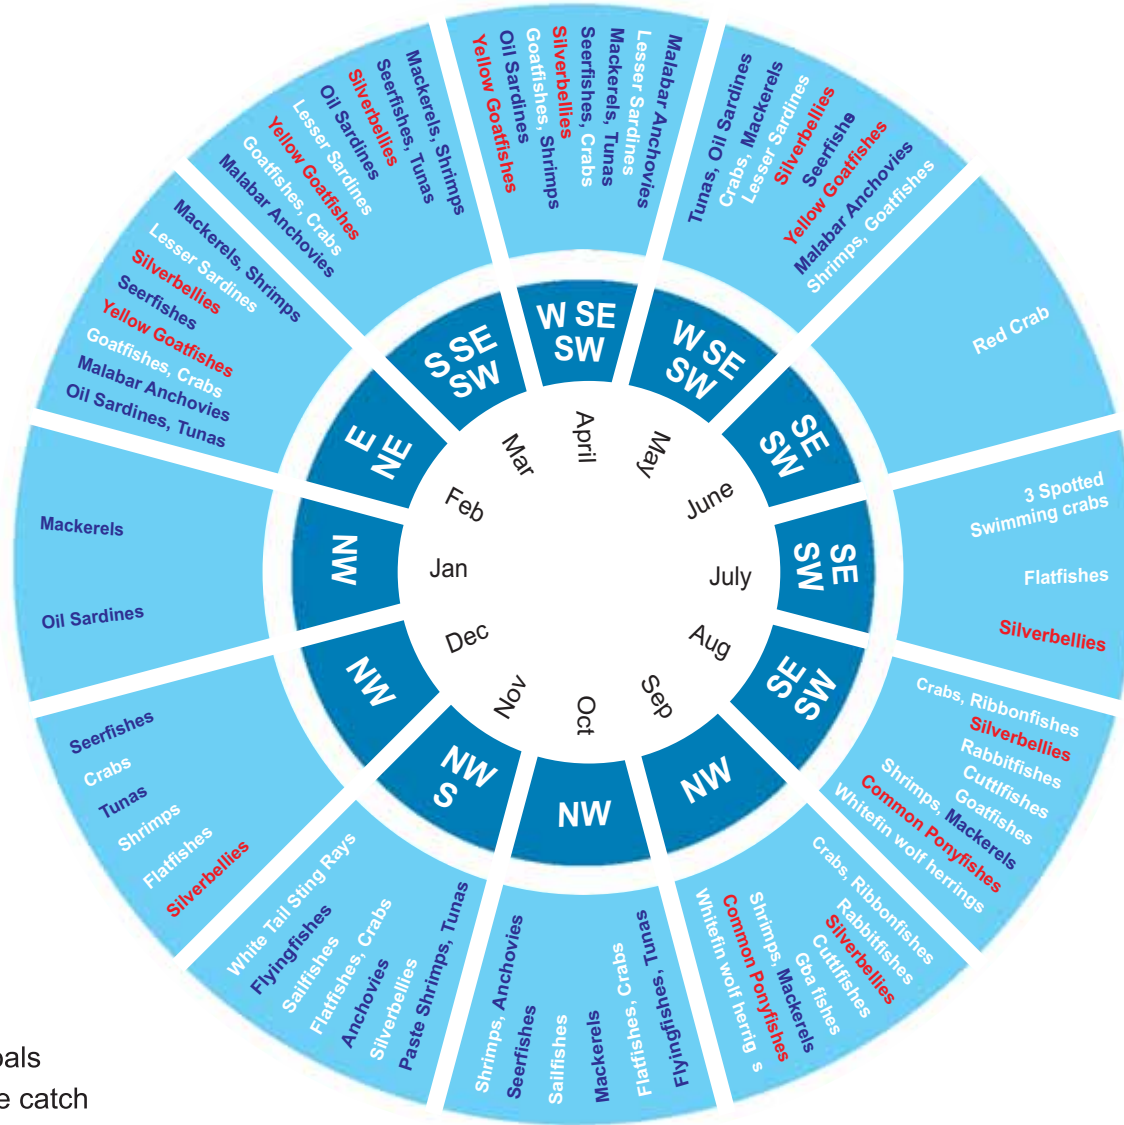 Jan
NW
Mackerels
Oil Sardines
Feb
E
NE
Mackerels, Shrimps
Lesser Sardines
Silverbellies
Seerfishes
Yellow Goatfishes
Goatfishes, Crabs
Malabar Anchovies
Oil Sardines, Tunas
Mar
S SE
SW
Mackerels, Shrimps
Seerfishes, Tunas
Silverbellies
Oil Sardines
Lesser Sardines
Yellow Goatfishes
Goatfishes, Crabs
Malabar Anchovies
April
W SE
SW
Yellow Goatfishes
Oil Sardines
Goatfishes, Shrimps
Silverbellies
Seerfishes, Crabs
Mackerels, Tunas
Lesser Sardines
Malabar Anchovies
May
W SE
SW
Tunas, Oil Sardines
Crabs, Mackerels
Lesser Sardines
Silverbellies
Seerfishe
Yellow Goatfishes
Malabar Anchovies
Shrimps, Goatfishes
June
SE
SW
Red Crab
July
SE
SW
3 Spotted
Swimming crabs
Flatfishes
Silverbellies
Aug
SE
SW
Crabs, Ribbonfishes
Silverbellies
Rabbitfishes
Cuttlfishes
Goatfishes
Shrimps, Mackerels
Common Ponyfishes
Whitefin wolf herrings
Sep
NW
Crabs, Ribbonfishes
Rabbitfishes
Silverbellies
Cuttlfishes
Gba fishes
Shrimps, Mackerels
Common Ponyfishes
Whitefin wolf herrig s
Oct
NW
Shrimps, Anchovies
Seerfishes
Sailfishes
Mackerels
Flatfishes, Crabs
Flyingfishes, Tunas
Nov
NW
S
White Tail Sting Rays
Flyingfishes
Sailfishes
Flatfishes, Crabs
Anchovies
Silverbellies
Paste Shrimps, Tunas
Dec
NW
Seerfishes
Crabs
Tunas
Shrimps
Flatfishes
Silverbellies
catch